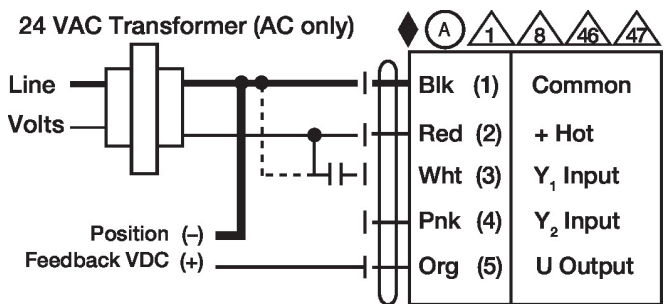 24 VAC Transformer (AC only)
A 1 8 46 47
Line
Volts
Blk (1) Common
Red (2) + Hot
Wht (3) Y1 Input
Pnk (4) Y2 Input
Org (5) U Output
Position (–)
Feedback VDC (+)